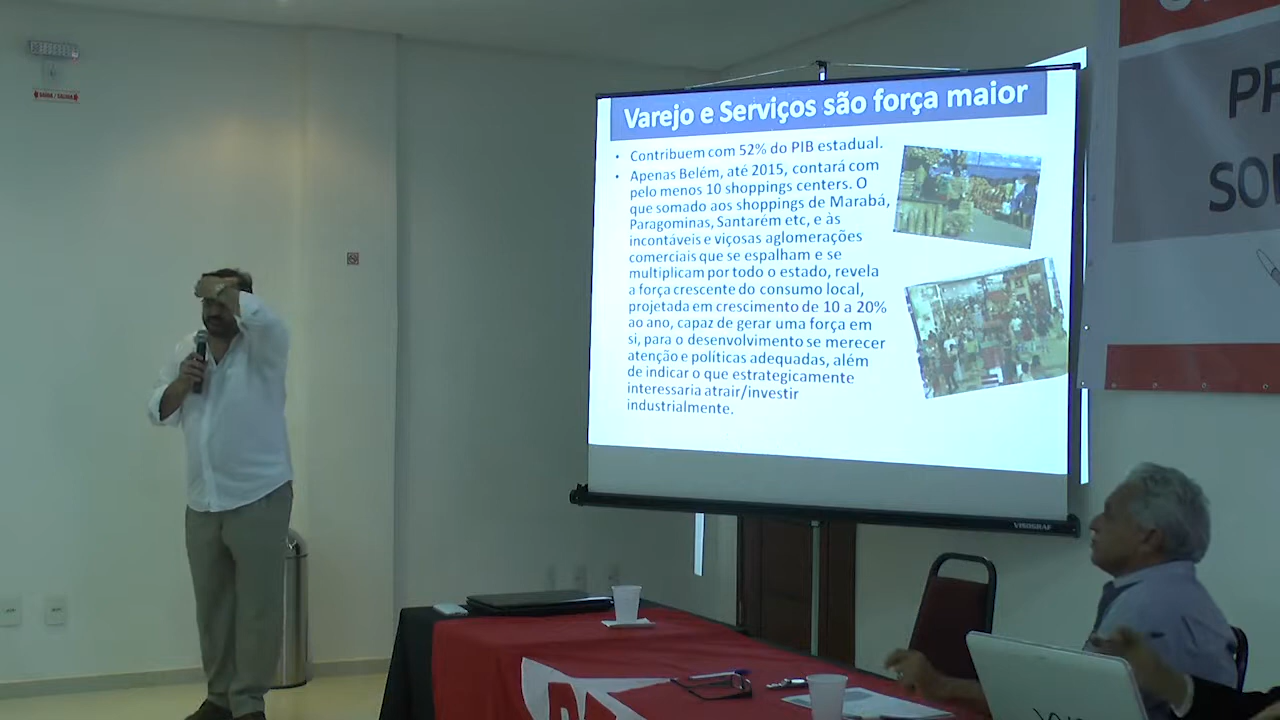 Varejo e Serviços são força maior
• Contribuem com 52% do PIB estadual.
• Apenas Belém, até 2015, contará com
pelo menos 10 shoppings centers. O
que somado aos shoppings de Marabá,
Paragominas, Santarém etc, e às
incontáveis e viçosas aglomerações
comerciais que se espalham e se
multiplicam por todo o estado, revela
a força crescente do consumo local,
projetada em crescimento de 10 a 20%
ao ano, capaz de gerar uma força em
si, para o desenvolvimento se merecer
atenção e políticas adequadas, além
de indicar o que estrategicamente
interessaria atrair/investir
industrialmente.
VISOGRAF